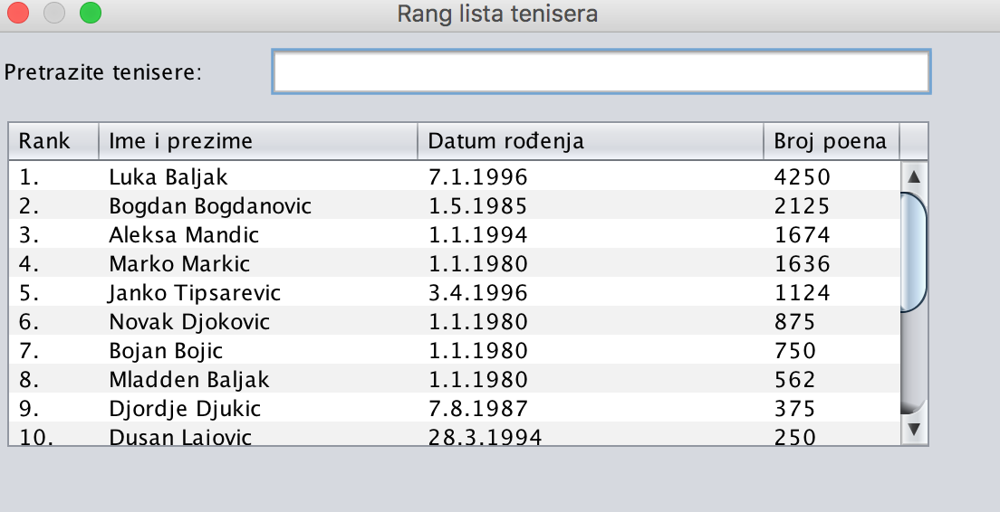 Rang lista tenisera
Pretrazite tenisere:
Rank Ime i prezime Datum rođenja Broj poena
1. Luka Baljak 7.1.1996 4250
2. Bogdan Bogdanovic 1.5.1985 2125
3. Aleksa Mandic 1.1.1994 1674
4. Marko Markic 1.1.1980 1636
5. Janko Tipsarevic 3.4.1996 1124
6. Novak Djokovic 1.1.1980 875
7. Bojan Bojic 1.1.1980 750
8. Mladden Baljak 1.1.1980 562
9. Djordje Djukic 7.8.1987 375
10. Dusan Lajovic 28.3.1994 250